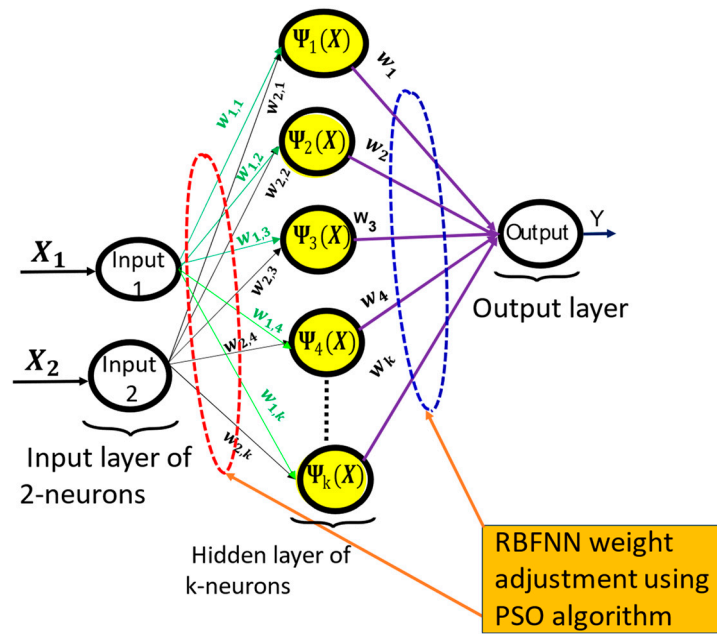 Ψ₁(X)
w₁
w₁,₁
w₂,₁
Ψ₂(X)
w₂
w₁,₂
w₂,₂
Ψ₃(X)
w₃
w₁,₃
w₂,₃
X₁
Input
1
Output
Y
Output layer
w₁,₄
w₄
Ψ₄(X)
w₂,₄
X₂
Input
2
wₖ
w₁,ₖ
w₂,ₖ
Ψₖ(X)
Input layer of
2-neurons
Hidden layer of
k-neurons
RBFNN weight
adjustment using
PSO algorithm